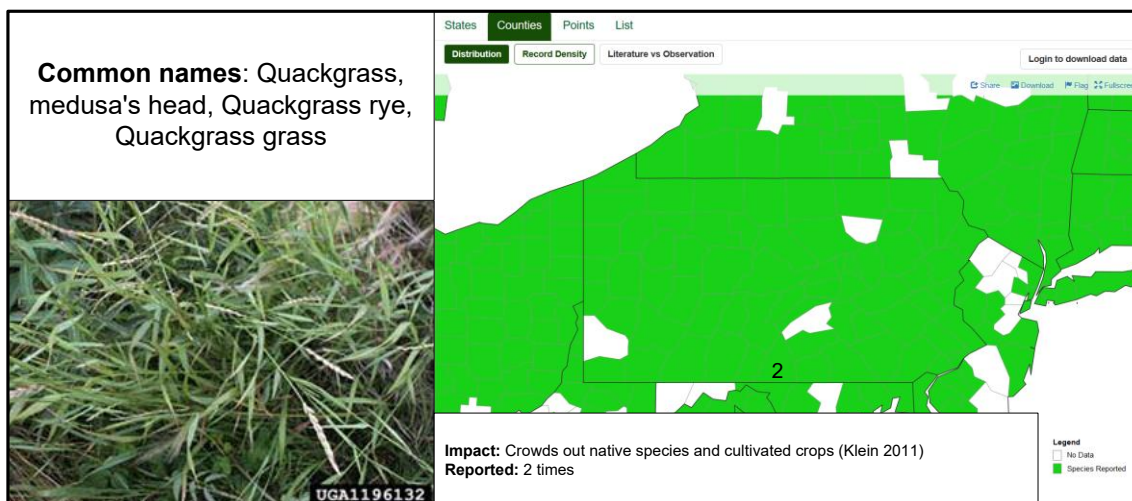 Common names: Quackgrass,
medusa's head, Quackgrass rye,
Quackgrass grass
States Counties Points List
Distribution Record Density Literature vs Observation
Login to download data
Share Download Flag Fullscreen
2
Impact: Crowds out native species and cultivated crops (Klein 2011)
Reported: 2 times
Legend
No Data
Species Reported
UGA1196132